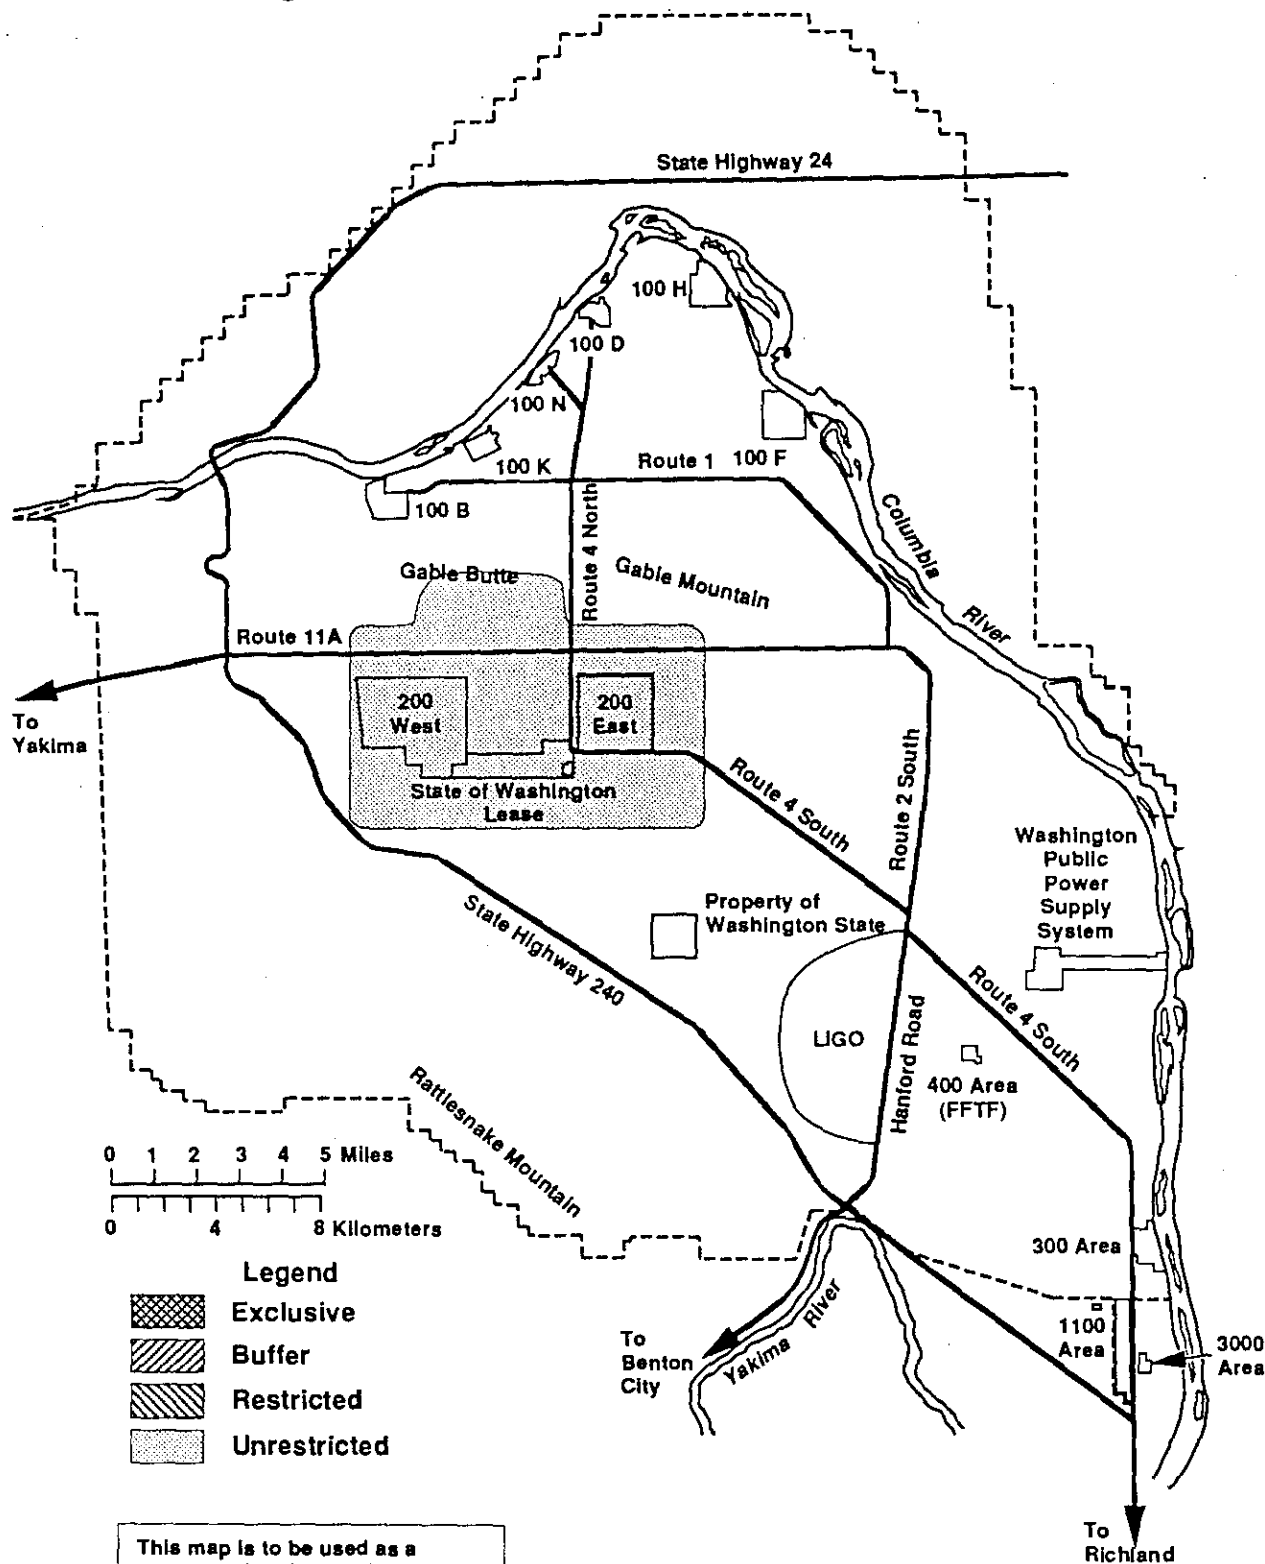 State Highway 24
100 H
100 D
100 N
100 K
Route 1
100 F
100 B
Columbia
River
Route 4 North
Gable Butte
Gable Mountain
Route 11A
To
Yakima
200
West
200
East
State of Washington
Lease
Route 4 South
Route 2 South
Washington
Public
Power
Supply
System
Property of
Washington State
State Highway 240
Route 4 South
LIGO
Hanford Road
400 Area
(FFTF)
Rattlesnake Mountain
0 1 2 3 4 5 Miles
0 4 8 Kilometers
300 Area
Legend
Exclusive
Buffer
Restricted
Unrestricted
To
Benton
City
Yakima River
1100
Area
3000
Area
To
Richland
This map is to be used as a